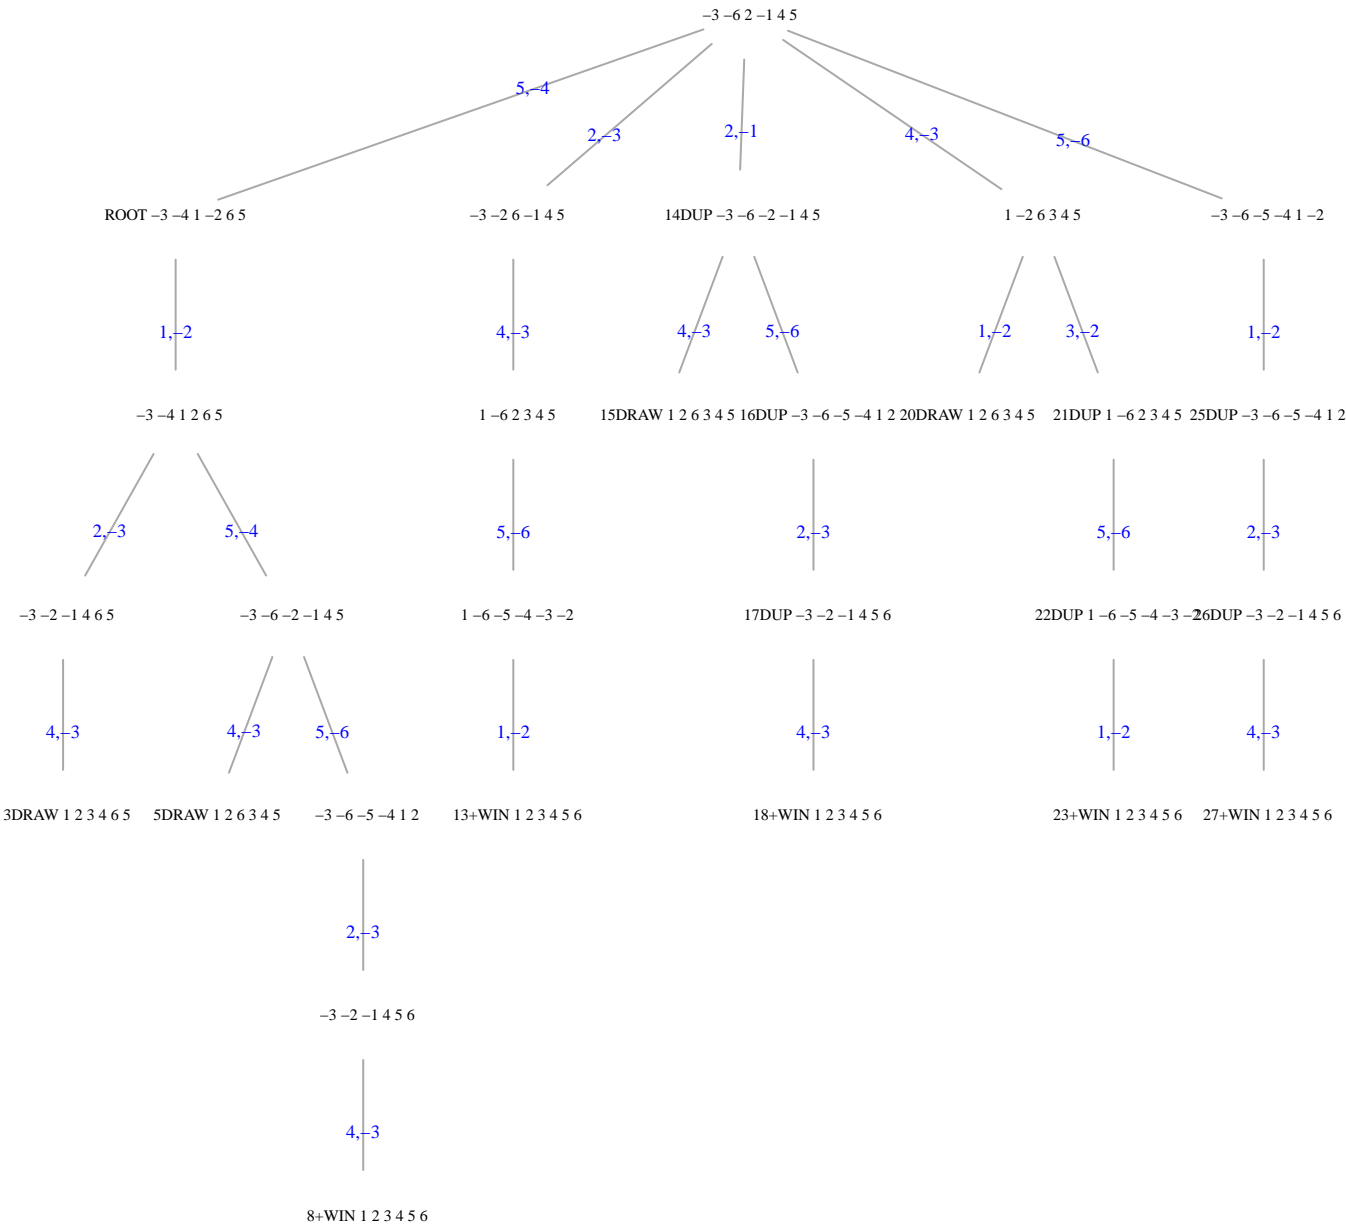 −3 −6 2 −1 4 5
5,−4
2,−3
2,−1
4,−3
5,−6
ROOT −3 −4 1 −2 6 5
−3 −2 6 −1 4 5
14DUP −3 −6 −2 −1 4 5
1 −2 6 3 4 5
−3 −6 −5 −4 1 −2
1,−2
4,−3
4,−3
5,−6
1,−2
3,−2
1,−2
−3 −4 1 2 6 5
1 −6 2 3 4 5
15DRAW 1 2 6 3 4 5
16DUP −3 −6 −5 −4 1 2
20DRAW 1 2 6 3 4 5
21DUP 1 −6 2 3 4 5
25DUP −3 −6 −5 −4 1 2
2,−3
5,−4
5,−6
2,−3
5,−6
2,−3
−3 −2 −1 4 6 5
−3 −6 −2 −1 4 5
1 −6 −5 −4 −3 −2
17DUP −3 −2 −1 4 5 6
22DUP 1 −6 −5 −4 −3 −2
26DUP −3 −2 −1 4 5 6
4,−3
4,−3
5,−6
1,−2
4,−3
1,−2
4,−3
3DRAW 1 2 3 4 6 5
5DRAW 1 2 6 3 4 5
−3 −6 −5 −4 1 2
13+WIN 1 2 3 4 5 6
18+WIN 1 2 3 4 5 6
23+WIN 1 2 3 4 5 6
27+WIN 1 2 3 4 5 6
2,−3
−3 −2 −1 4 5 6
4,−3
8+WIN 1 2 3 4 5 6